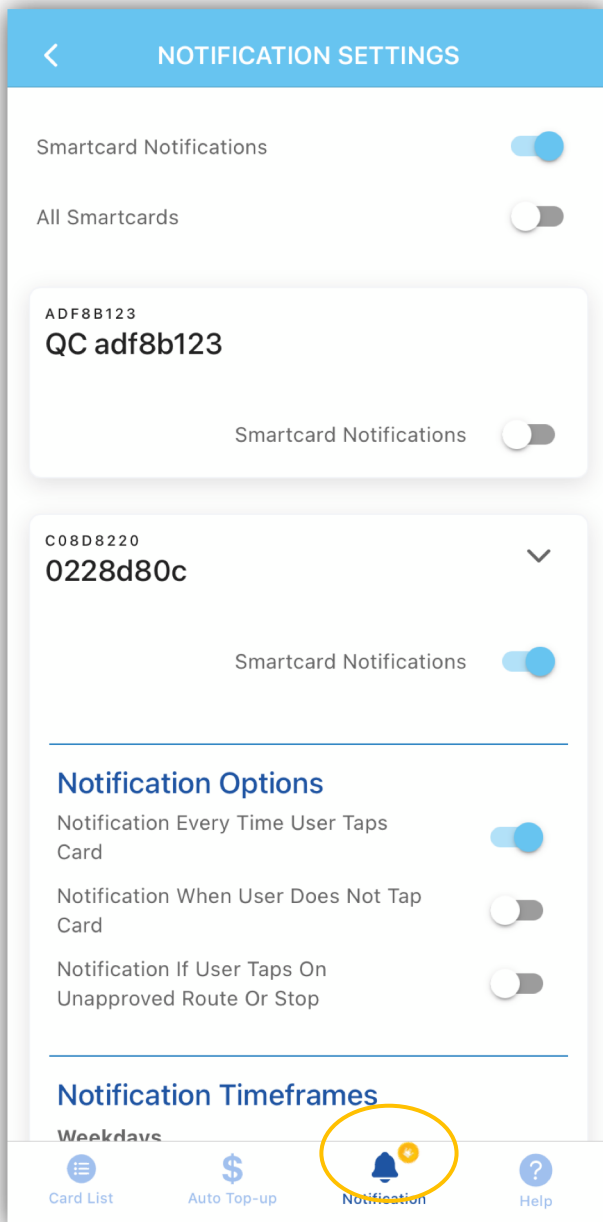 NOTIFICATION SETTINGS
Smartcard Notifications
All Smartcards
ADF8B123
QC adf8b123
Smartcard Notifications
C08D8220
0228d80c
Smartcard Notifications
Notification Options
Notification Every Time User Taps
Card
Notification When User Does Not Tap
Card
Notification If User Taps On
Unapproved Route Or Stop
Notification Timeframes
Weekdays
Card List
$
Auto Top-up
Notification
?
Help